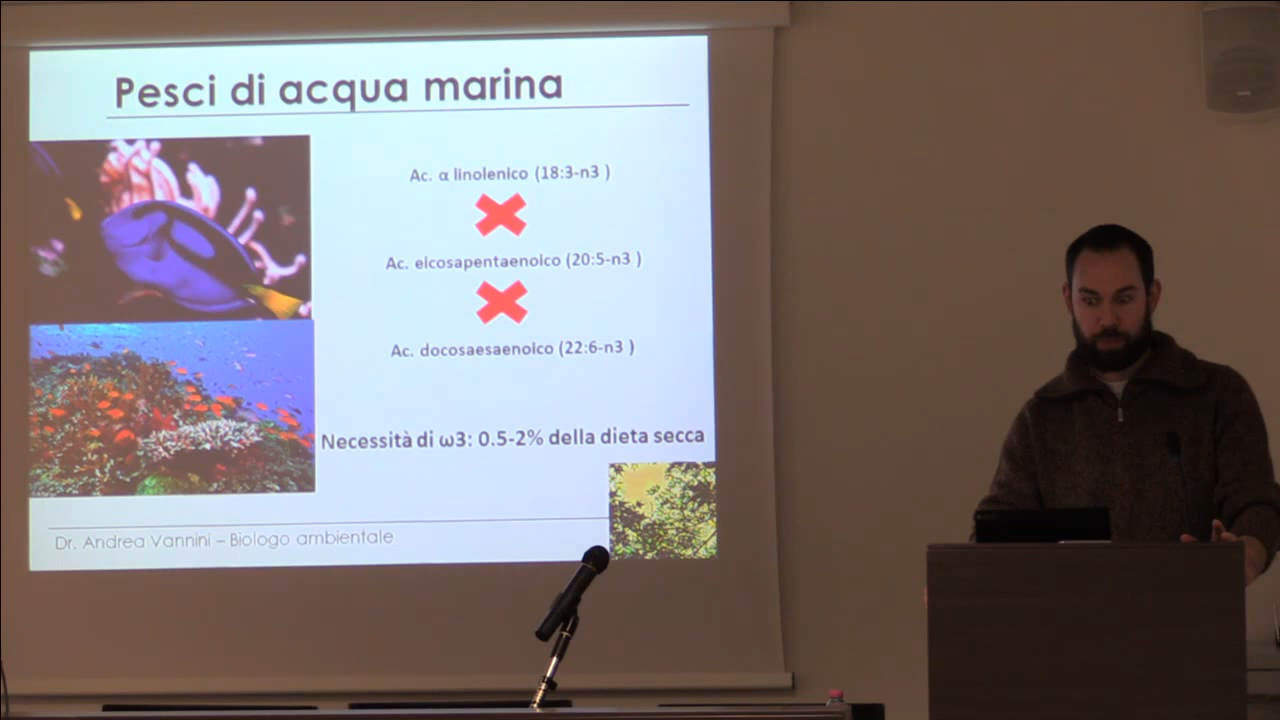 Pesci di acqua marina
Ac. α linolenico (18:3-n3 )
Ac. eicosapentaenoico (20:5-n3 )
Ac. docosaesaenoico (22:6-n3 )
Necessità di ω3: 0.5-2% della dieta secca
Dr. Andrea Vannini – Biologo ambientale